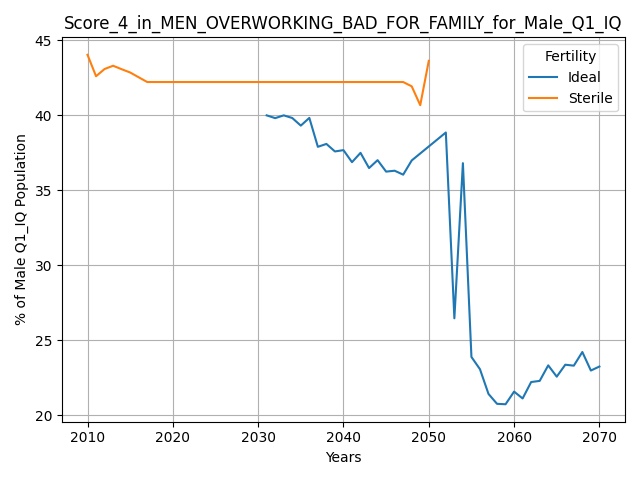 Score_4_in_MEN_OVERWORKING_BAD_FOR_FAMILY_for_Male_Q1_IQ
Fertility
Ideal
Sterile
% of Male Q1_IQ Population
45
40
35
30
25
20
2010 2020 2030 2040 2050 2060 2070
Years